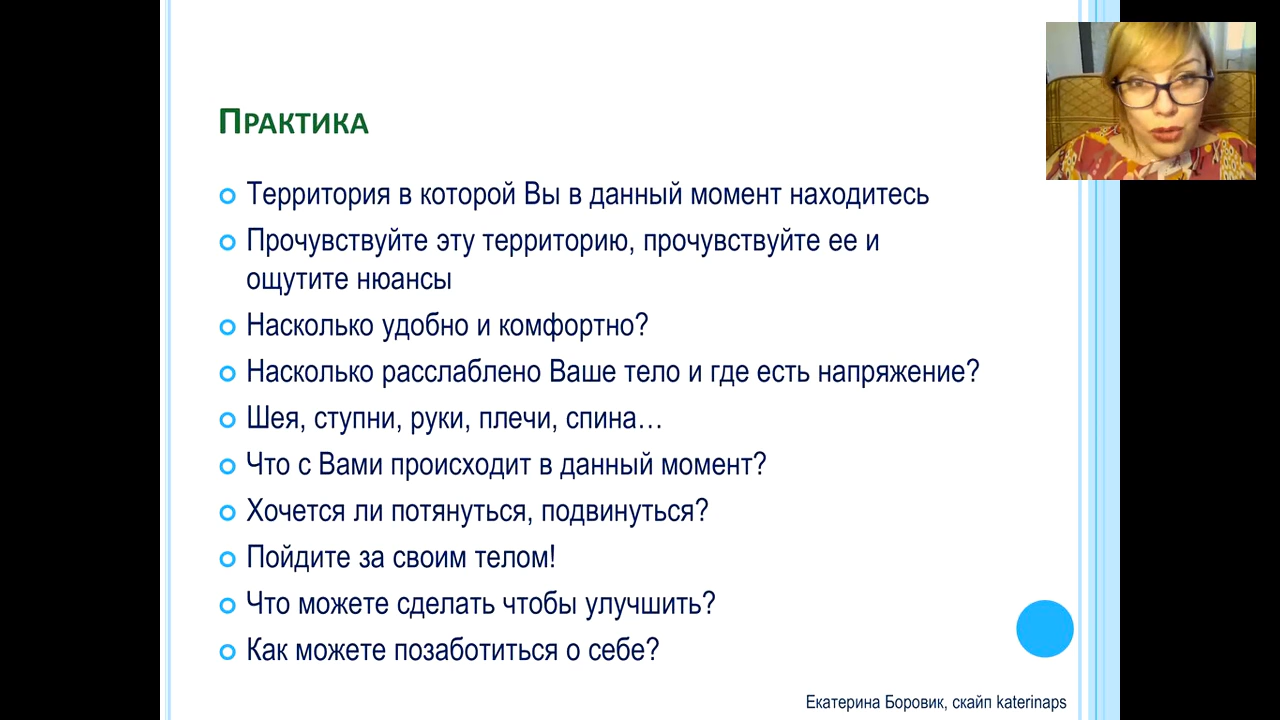 Практика
Территория в которой Вы в данный момент находитесь
Прочувствуйте эту территорию, прочувствуйте ее и
ощутите нюансы
Насколько удобно и комфортно?
Насколько расслаблено Ваше тело и где есть напряжение?
Шея, ступни, руки, плечи, спина…
Что с Вами происходит в данный момент?
Хочется ли потянуться, подвинуться?
Пойдите за своим телом!
Что можете сделать чтобы улучшить?
Как можете позаботиться о себе?
Екатерина Боровик, скайп katerinaps